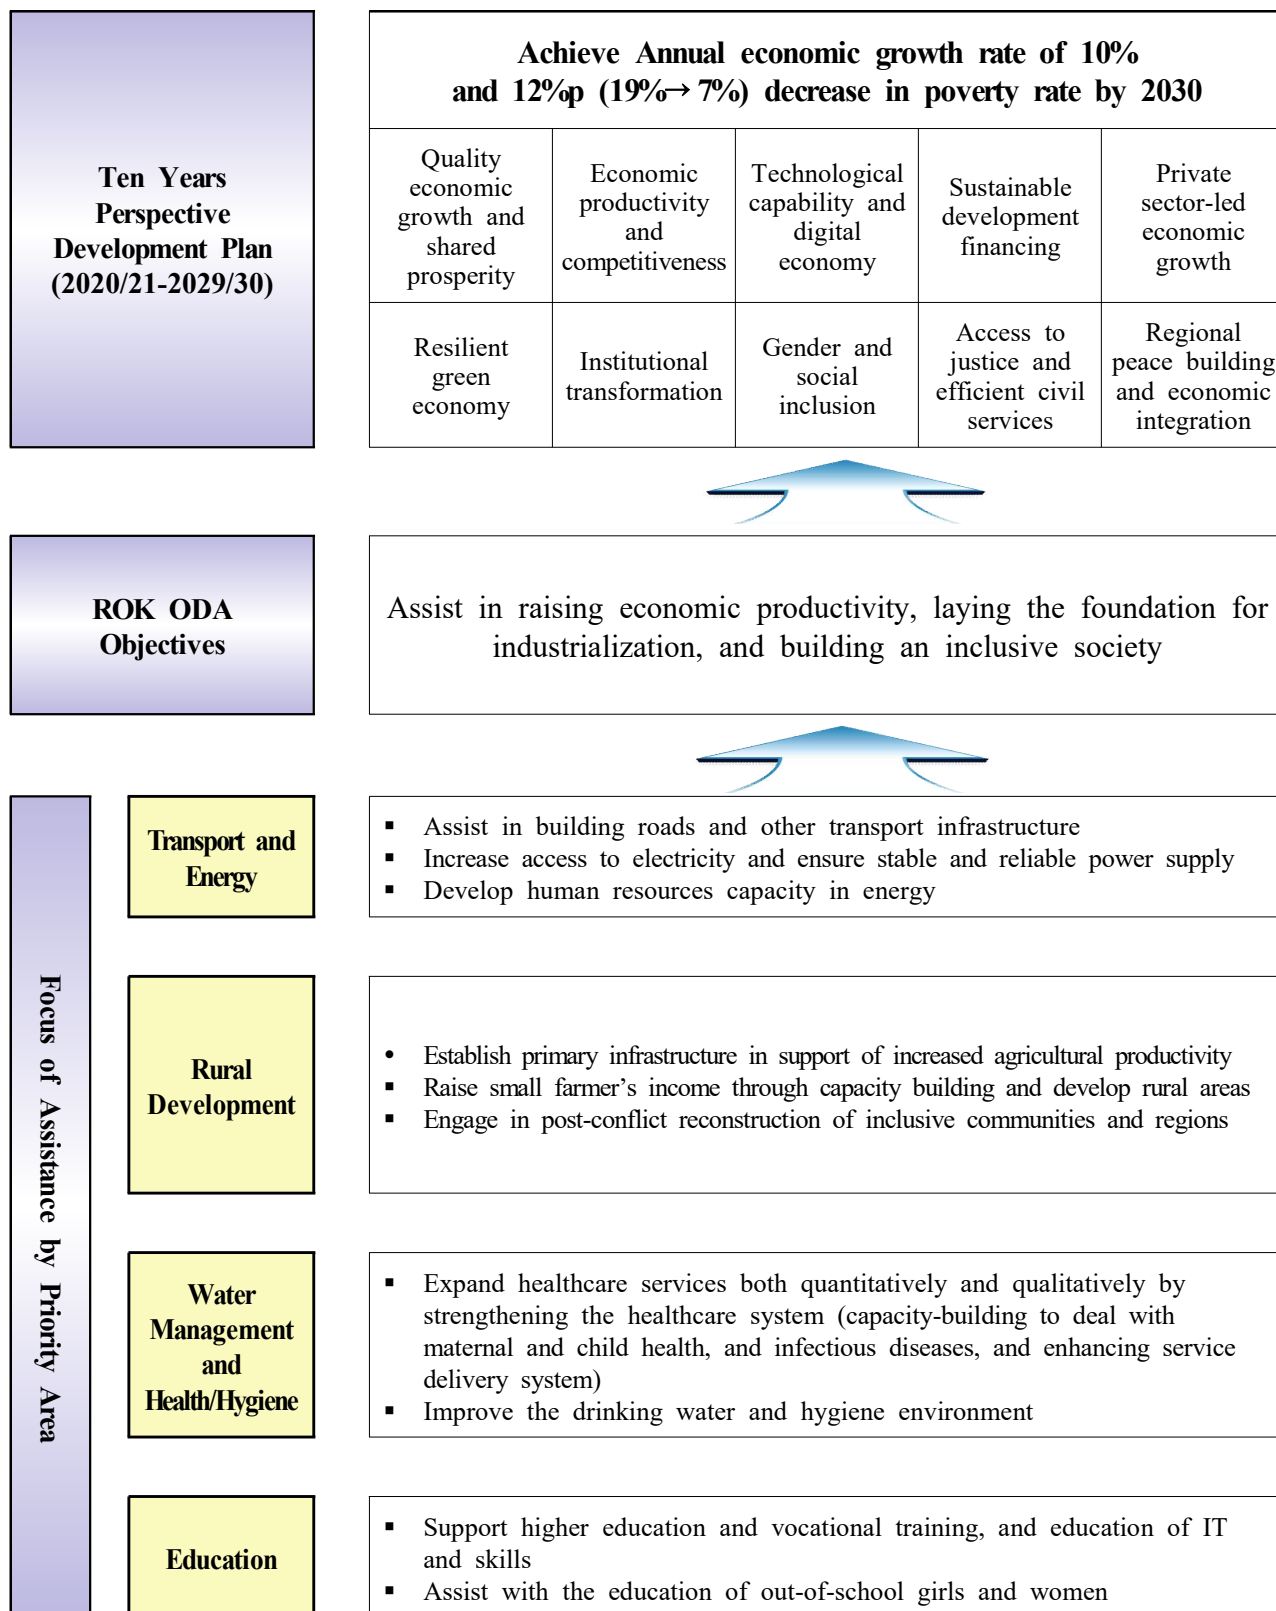 Ten Years
Perspective
Development Plan
(2020/21-2029/30)
Achieve Annual economic growth rate of 10%
and 12%p (19%→ 7%) decrease in poverty rate by 2030
Quality
economic
growth and
shared
prosperity
Economic
productivity
and
competitiveness
Technological
capability and
digital
economy
Sustainable
development
financing
Private
sector-led
economic
growth
Resilient
green
economy
Institutional
transformation
Gender and
social
inclusion
Access to
justice and
efficient civil
services
Regional
peace building
and economic
integration
ROK ODA
Objectives
Assist in raising economic productivity, laying the foundation for
industrialization, and building an inclusive society
Focus of Assistance by Priority Area
Transport and
Energy
▪ Assist in building roads and other transport infrastructure
▪ Increase access to electricity and ensure stable and reliable power supply
▪ Develop human resources capacity in energy
Rural
Development
• Establish primary infrastructure in support of increased agricultural productivity
▪ Raise small farmer's income through capacity building and develop rural areas
▪ Engage in post-conflict reconstruction of inclusive communities and regions
Water
Management
and
Health/Hygiene
▪ Expand healthcare services both quantitatively and qualitatively by
strengthening the healthcare system (capacity-building to deal with
maternal and child health, and infectious diseases, and enhancing service
delivery system)
▪ Improve the drinking water and hygiene environment
Education
▪ Support higher education and vocational training, and education of IT
and skills
▪ Assist with the education of out-of-school girls and women